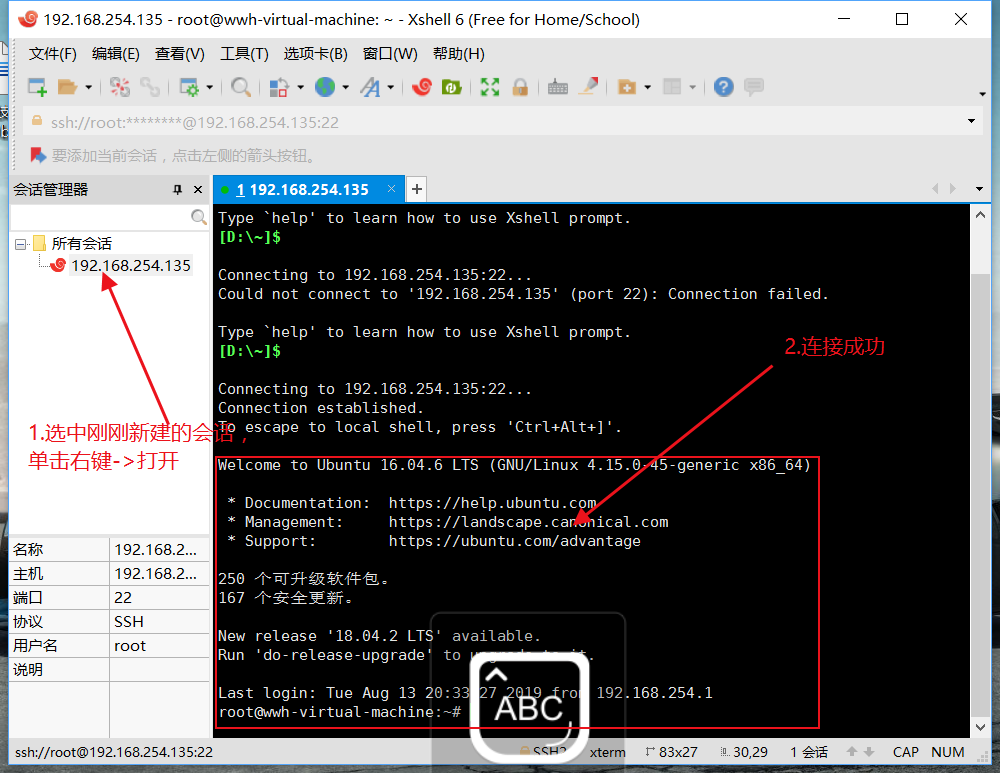 192.168.254.135 - root@wwh-virtual-machine: ~ - Xshell 6 (Free for Home/School)
文件(F) 编辑(E) 查看(V) 工具(T) 选项卡(B) 窗口(W) 帮助(H)
ssh://root:********@192.168.254.135:22
要添加当前会话，点击左侧的箭头按钮。
会话管理器
所有会话
192.168.254.135
1.选中刚刚新建的会话，
单击右键->打开
名称 192.168.2...
主机 192.168.2...
端口 22
协议 SSH
用户名 root
说明
1 192.168.254.135
Type `help' to learn how to use Xshell prompt.
[D:\~]$
Connecting to 192.168.254.135:22...
Could not connect to '192.168.254.135' (port 22): Connection failed.
Type `help' to learn how to use Xshell prompt.
[D:\~]$
2.连接成功
Connecting to 192.168.254.135:22...
Connection established.
To escape to local shell, press 'Ctrl+Alt+]'.
Welcome to Ubuntu 16.04.6 LTS (GNU/Linux 4.15.0-45-generic x86_64)
* Documentation: https://help.ubuntu.com
* Management: https://landscape.canonical.com
* Support: https://ubuntu.com/advantage
250 个可升级软件包。
167 个安全更新。
New release '18.04.2 LTS' available.
Run 'do-release-upgrade' to upgrade to it.
Last login: Tue Aug 13 20:33:27 2019 from 192.168.254.1
root@wwh-virtual-machine:~#
ABC
ssh://root@192.168.254.135:22 SSH2 xterm 83x27 30,29 1 会话 CAP NUM